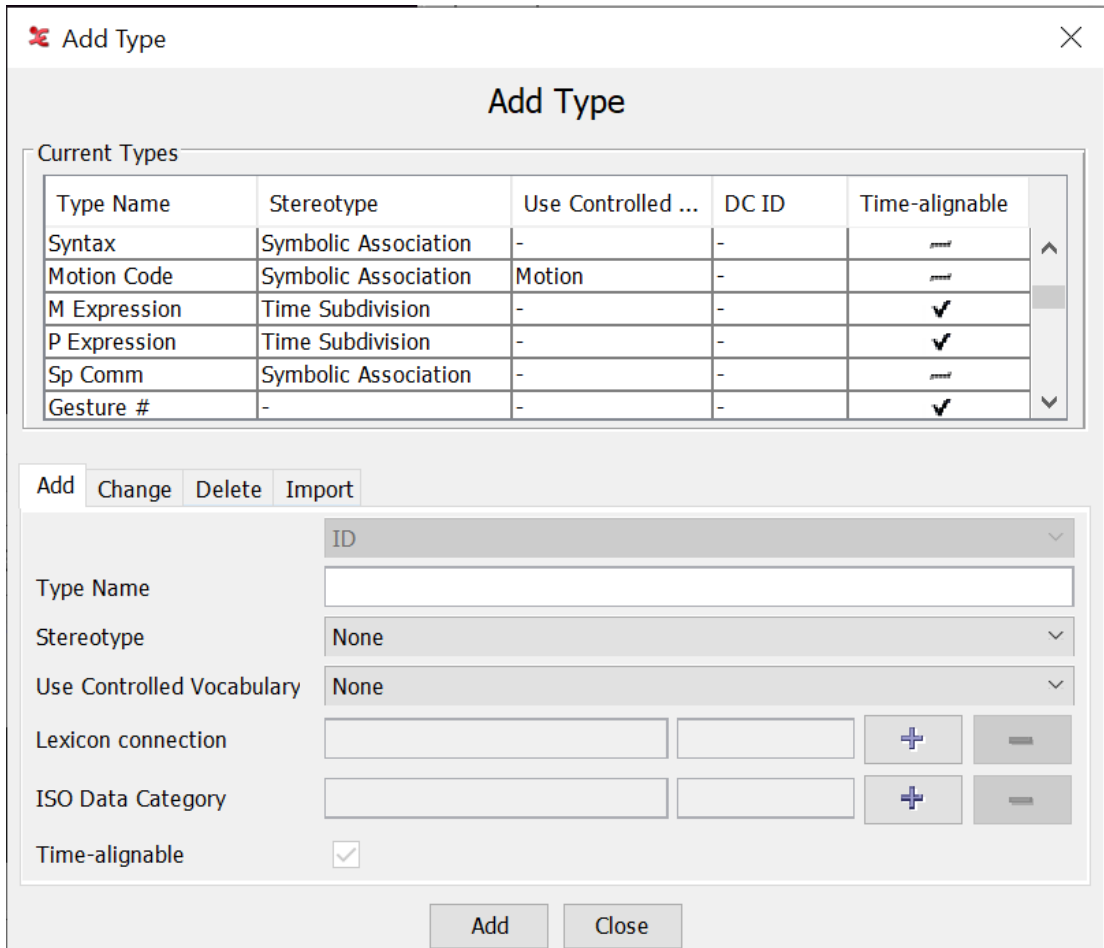 Add Type
Add Type
Current Types
Type Name Stereotype Use Controlled ... DC ID Time-alignable
Syntax Symbolic Association - -
Motion Code Symbolic Association Motion -
M Expression Time Subdivision - -
P Expression Time Subdivision - -
Sp Comm Symbolic Association - -
Gesture # - - -
Add Change Delete Import
ID
Type Name
Stereotype None
Use Controlled Vocabulary None
Lexicon connection
ISO Data Category
Time-alignable
Add Close